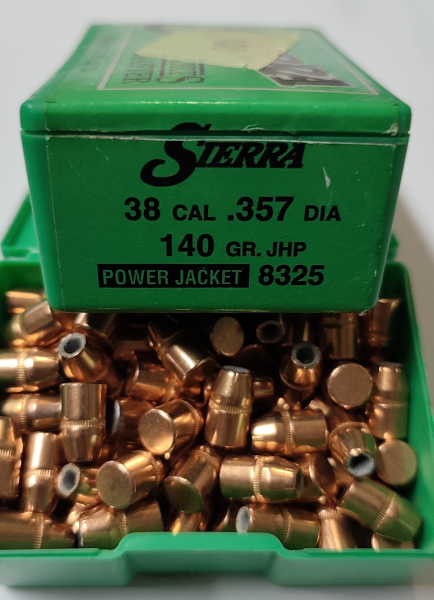 SIERRA
38 CAL .357 DIA
140 GR. JHP
POWER JACKET 8325